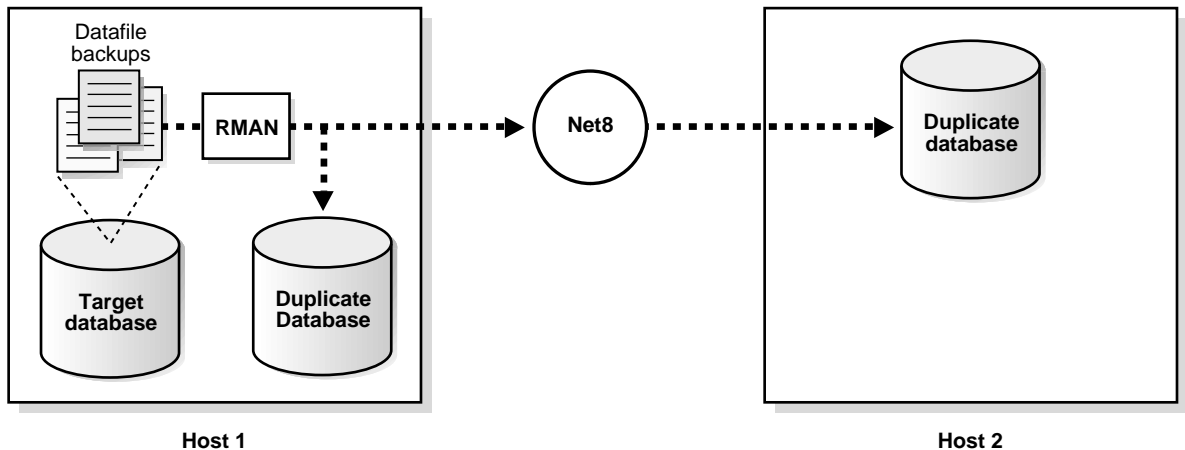 Datafile
backups
RMAN
Net8
Duplicate
database
Target
database
Duplicate
Database
Host 1
Host 2